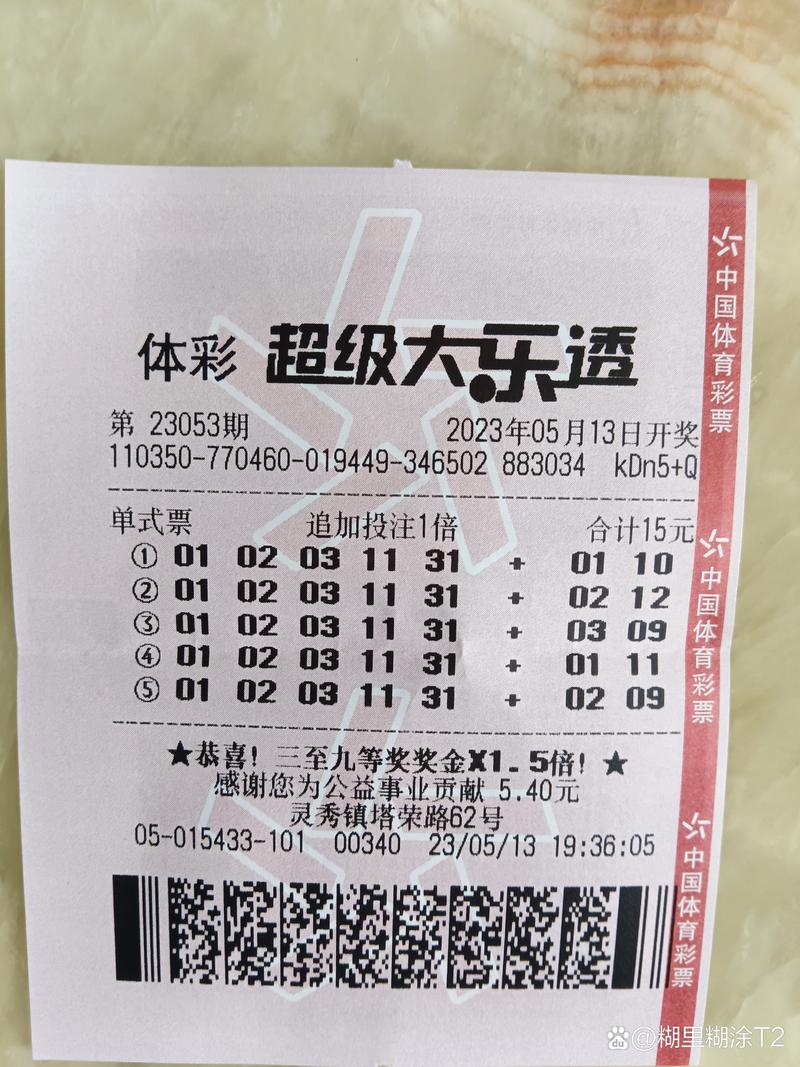 体彩 超级大乐透
第 23053期 2023年05月13日开奖
110350-770460-019449-346502 883034 kDn5+Q
单式票 追加投注1倍 合计15元
① 01 02 03 11 31 + 01 10
② 01 02 03 11 31 + 02 12
③ 01 02 03 11 31 + 03 09
④ 01 02 03 11 31 + 01 11
⑤ 01 02 03 11 31 + 02 09
★恭喜! 三至九等奖奖金X1.5倍! ★
感谢您为公益事业贡献 5.40元
灵秀镇塔荣路62号
05-015433-101 00340 23/05/13 19:36:05
中国体育彩票
中国体育彩票
中国体育彩票
du @糊里糊涂T2